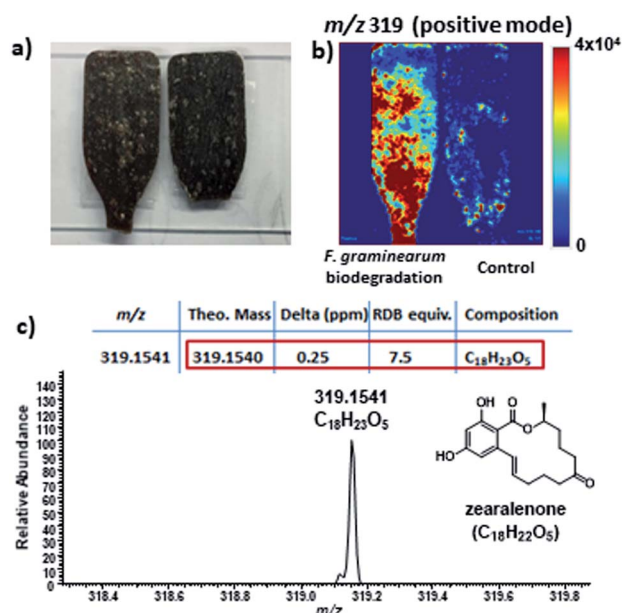 a)
b)
m/z 319 (positive mode)
4x10⁴
0
F. graminearum
biodegradation
Control
c)
m/z Theo. Mass Delta (ppm) RDB equiv. Composition
319.1541 319.1540 0.25 7.5 C₁₈H₂₃O₅
319.1541
C₁₈H₂₃O₅
Relative Abundance
140
130
120
110
100
90
80
70
60
50
40
30
20
10
0
318.4 318.6 318.8 319.0 319.2 319.4 319.6 319.8
m/z
OH O
O
HO
O
zearalenone
(C₁₈H₂₂O₅)